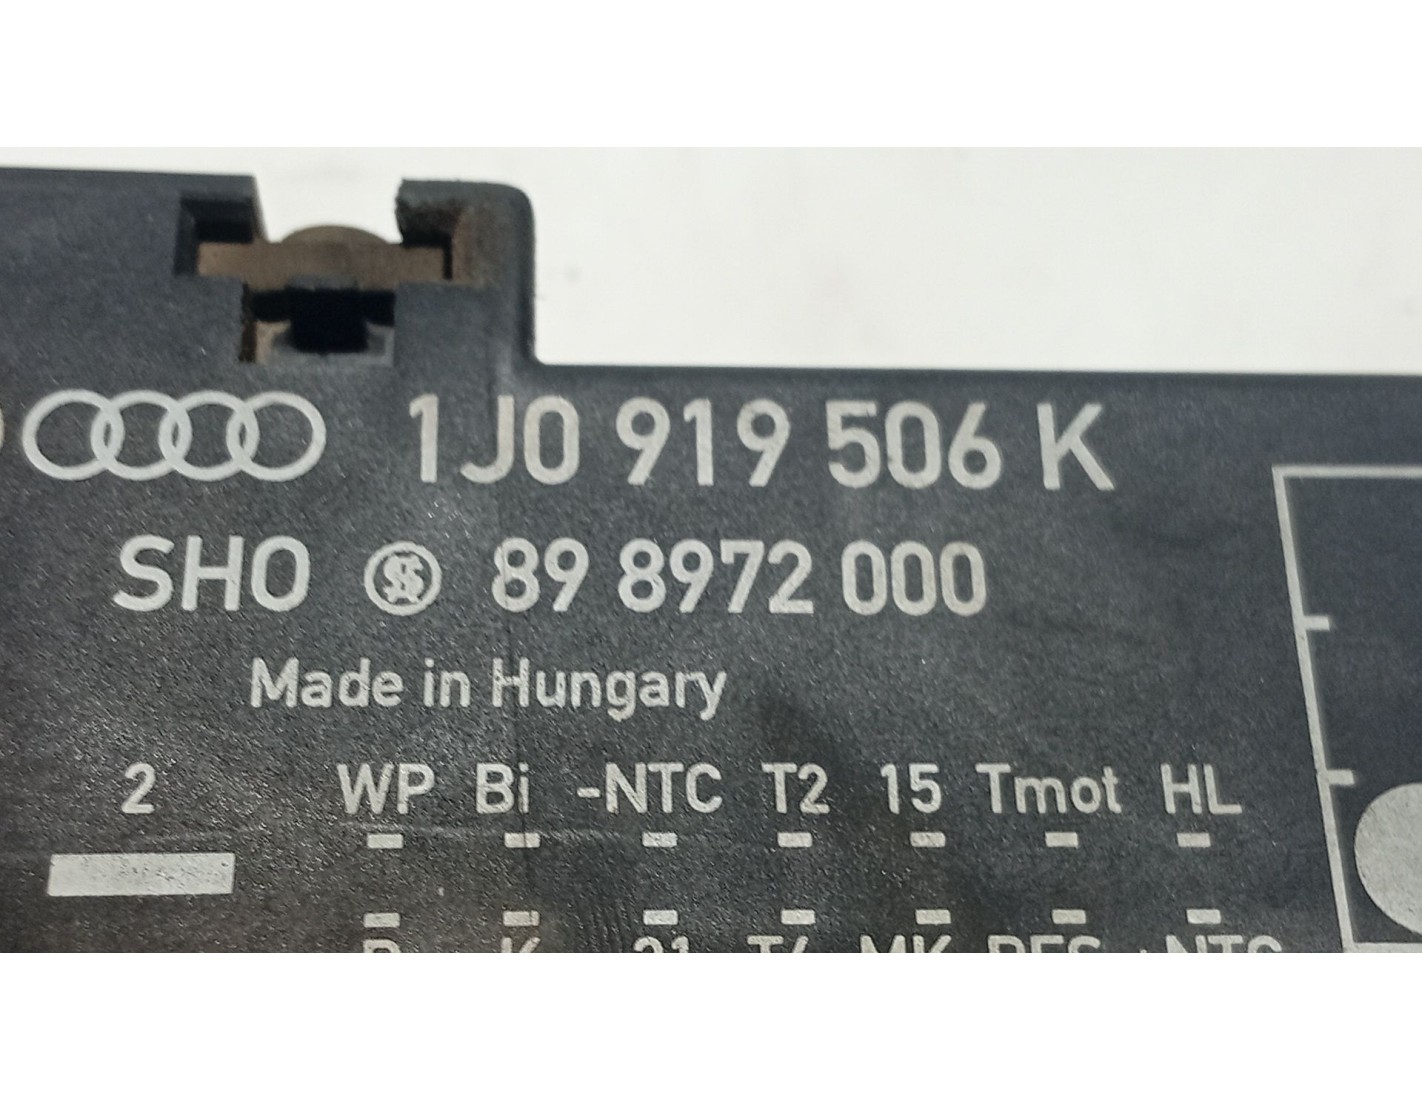 1J0 919 506 K
SHO 89 8972 000
Made in Hungary
2 WP Bi -NTC T2 15 Tmot HL